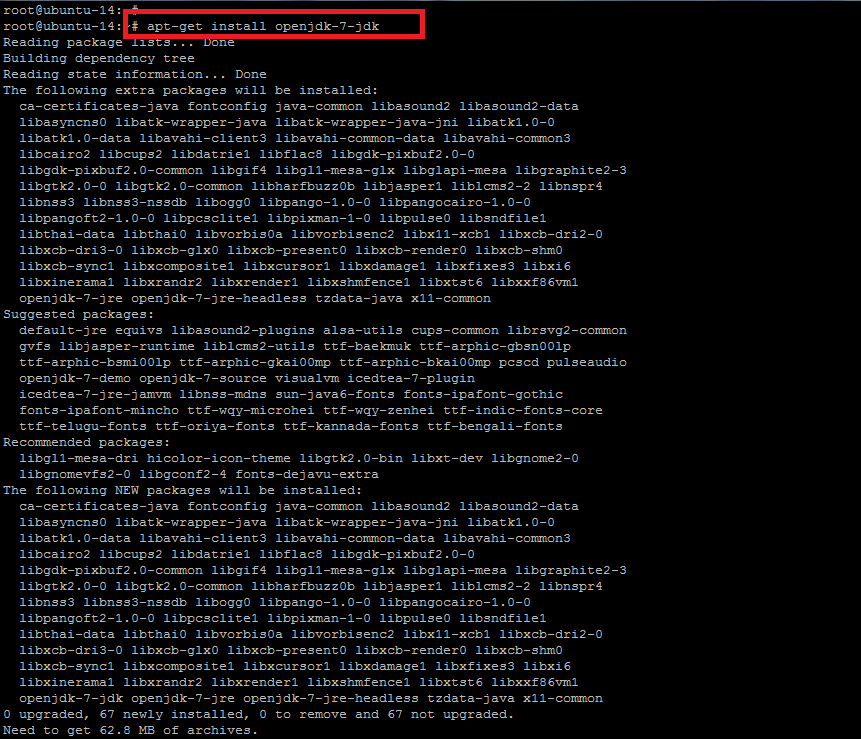 root@ubuntu-14:~#
root@ubuntu-14:~# apt-get install openjdk-7-jdk
Reading package lists... Done
Building dependency tree
Reading state information... Done
The following extra packages will be installed:
ca-certificates-java fontconfig java-common libasound2 libasound2-data
libasyncns0 libatk-wrapper-java libatk-wrapper-java-jni libatk1.0-0
libatk1.0-data libavahi-client3 libavahi-common-data libavahi-common3
libcairo2 libcups2 libdatrie1 libflac8 libgdk-pixbuf2.0-0
libgdk-pixbuf2.0-common libgif4 libgl1-mesa-glx libglapi-mesa libgraphite2-3
libgtk2.0-0 libgtk2.0-common libharfbuzz0b libjasper1 liblcms2-2 libnspr4
libnss3 libnss3-nssdb libogg0 libpango-1.0-0 libpangocairo-1.0-0
libpangoft2-1.0-0 libpcsclite1 libpixman-1-0 libpulse0 libsndfile1
libthai-data libthai0 libvorbis0a libvorbisenc2 libx11-xcb1 libxcb-dri2-0
libxcb-dri3-0 libxcb-glx0 libxcb-present0 libxcb-render0 libxcb-shm0
libxcb-sync1 libxcomposite1 libxcursor1 libxdamage1 libxfixes3 libxi6
libxinerama1 libxrandr2 libxrender1 libxshmfence1 libxtst6 libxxf86vm1
openjdk-7-jre openjdk-7-jre-headless tzdata-java x11-common
Suggested packages:
default-jre equivs libasound2-plugins alsa-utils cups-common librsvg2-common
gvfs libjasper-runtime liblcms2-utils ttf-baekmuk ttf-arphic-gbsn00lp
ttf-arphic-bsmi00lp ttf-arphic-gkai00mp ttf-arphic-bkai00mp pcscd pulseaudio
openjdk-7-demo openjdk-7-source visualvm icedtea-7-plugin
icedtea-7-jre-jamvm libnss-mdns sun-java6-fonts fonts-ipafont-gothic
fonts-ipafont-mincho ttf-wqy-microhei ttf-wqy-zenhei ttf-indic-fonts-core
ttf-telugu-fonts ttf-oriya-fonts ttf-kannada-fonts ttf-bengali-fonts
Recommended packages:
libgl1-mesa-dri hicolor-icon-theme libgtk2.0-bin libxt-dev libgnome2-0
libgnomevfs2-0 libgconf2-4 fonts-dejavu-extra
The following NEW packages will be installed:
ca-certificates-java fontconfig java-common libasound2 libasound2-data
libasyncns0 libatk-wrapper-java libatk-wrapper-java-jni libatk1.0-0
libatk1.0-data libavahi-client3 libavahi-common-data libavahi-common3
libcairo2 libcups2 libdatrie1 libflac8 libgdk-pixbuf2.0-0
libgdk-pixbuf2.0-common libgif4 libgl1-mesa-glx libglapi-mesa libgraphite2-3
libgtk2.0-0 libgtk2.0-common libharfbuzz0b libjasper1 liblcms2-2 libnspr4
libnss3 libnss3-nssdb libogg0 libpango-1.0-0 libpangocairo-1.0-0
libpangoft2-1.0-0 libpcsclite1 libpixman-1-0 libpulse0 libsndfile1
libthai-data libthai0 libvorbis0a libvorbisenc2 libx11-xcb1 libxcb-dri2-0
libxcb-dri3-0 libxcb-glx0 libxcb-present0 libxcb-render0 libxcb-shm0
libxcb-sync1 libxcomposite1 libxcursor1 libxdamage1 libxfixes3 libxi6
libxinerama1 libxrandr2 libxrender1 libxshmfence1 libxtst6 libxxf86vm1
openjdk-7-jdk openjdk-7-jre openjdk-7-jre-headless tzdata-java x11-common
0 upgraded, 67 newly installed, 0 to remove and 67 not upgraded.
Need to get 62.8 MB of archives.